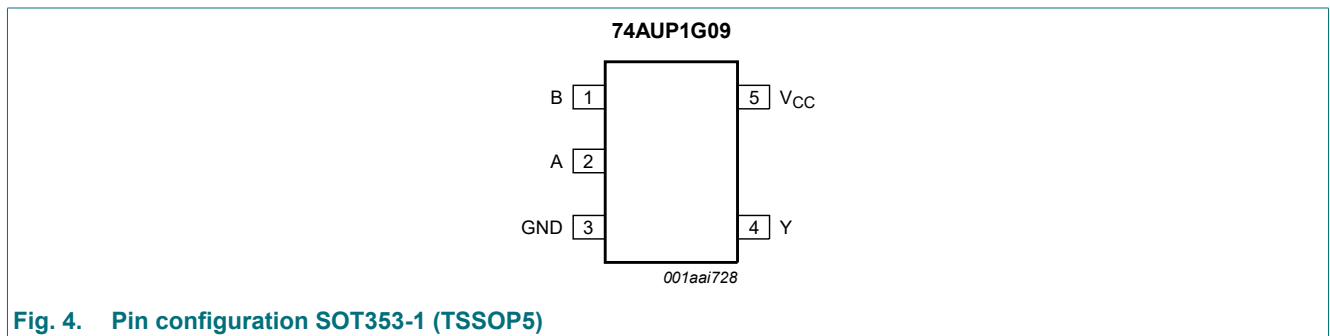 74AUP1G09
B 1 5 VCC
A 2
GND 3 4 Y
001aai728
Fig. 4. Pin configuration SOT353-1 (TSSOP5)